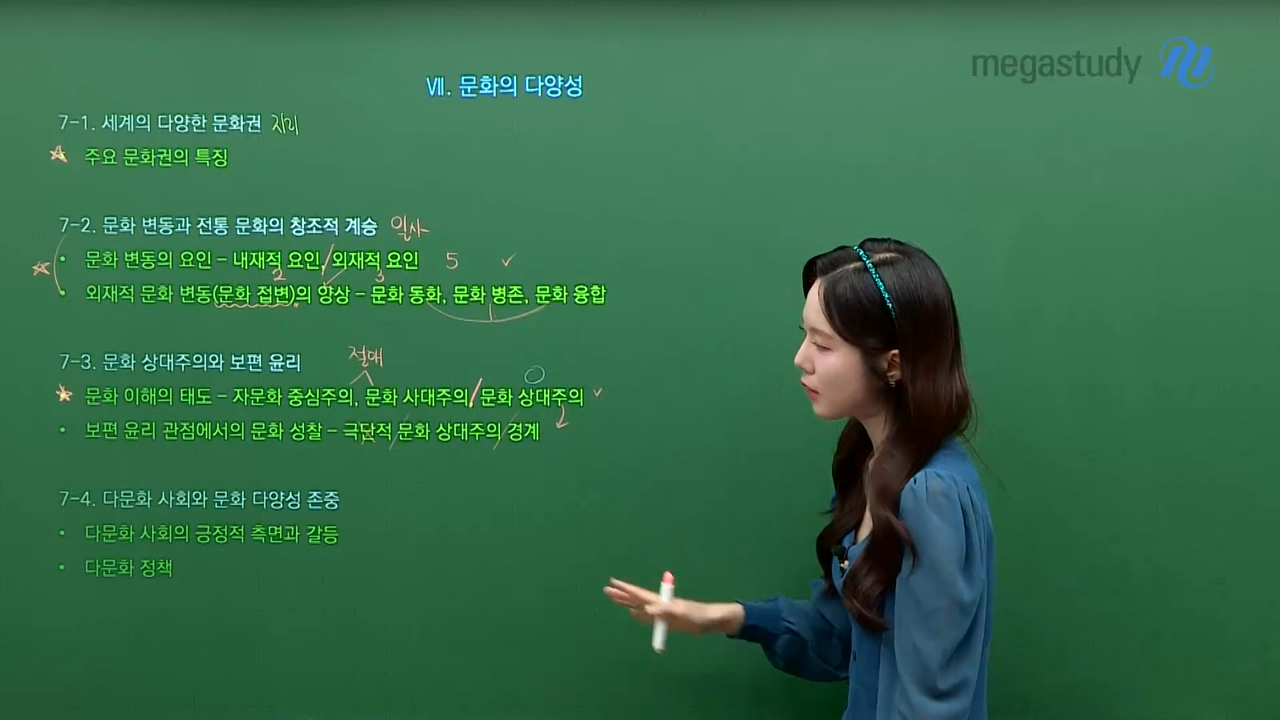 megastudy
Ⅶ. 문화의 다양성
7-1. 세계의 다양한 문화권 지리
주요 문화권의 특징
7-2. 문화 변동과 전통 문화의 창조적 계승 일사
• 문화 변동의 요인 – 내재적 요인, 외재적 요인 5
2 3
• 외재적 문화 변동(문화 접변)의 양상 – 문화 동화, 문화 병존, 문화 융합
7-3. 문화 상대주의와 보편 윤리 절대
문화 이해의 태도 – 자문화 중심주의, 문화 사대주의, 문화 상대주의
• 보편 윤리 관점에서의 문화 성찰 – 극단적 문화 상대주의 경계
7-4. 다문화 사회와 문화 다양성 존중
• 다문화 사회의 긍정적 측면과 갈등
• 다문화 정책